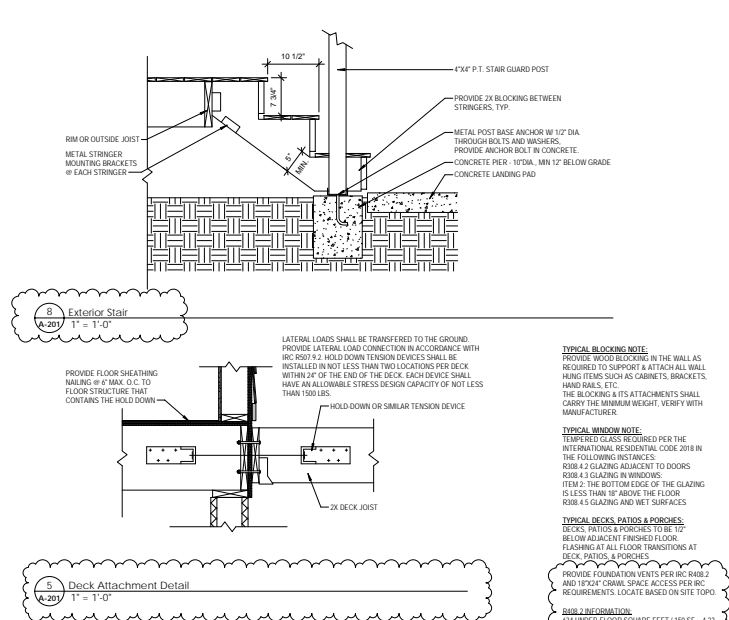 10 1/2"
7 3/4"
5"
MIN.
4"X4" P.T. STAIR GUARD POST
PROVIDE 2X BLOCKING BETWEEN
STRINGERS, TYP.
METAL POST BASE ANCHOR W/ 1/2" DIA.
THROUGH BOLTS AND WASHERS,
PROVIDE ANCHOR BOLT IN CONCRETE.
CONCRETE PIER - 10"DIA., MIN 12" BELOW GRADE
CONCRETE LANDING PAD
RIM OR OUTSIDE JOIST
METAL STRINGER
MOUNTING BRACKETS
@ EACH STRINGER
8
A-201
Exterior Stair
1" = 1'-0"
LATERAL LOADS SHALL BE TRANSFERED TO THE GROUND.
PROVIDE LATERAL LOAD CONNECTION IN ACCORDANCE WITH
IRC R507.9.2. HOLD DOWN TENSION DEVICES SHALL BE
INSTALLED IN NOT LESS THAN TWO LOCATIONS PER DECK
WITHIN 24" OF THE END OF THE DECK. EACH DEVICE SHALL
HAVE AN ALLOWABLE STRESS DESIGN CAPACITY OF NOT LESS
THAN 1500 LBS.
PROVIDE FLOOR SHEATHING
NAILING @ 6" MAX. O.C. TO
FLOOR STRUCTURE THAT
CONTAINS THE HOLD DOWN
HOLD-DOWN OR SIMILAR TENSION DEVICE
2X DECK JOIST
5
A-201
Deck Attachment Detail
1" = 1'-0"
TYPICAL BLOCKING NOTE:
PROVIDE WOOD BLOCKING IN THE WALL AS
REQUIRED TO SUPPORT & ATTACH ALL WALL
HUNG ITEMS SUCH AS CABINETS, BRACKETS,
HAND RAILS, ETC.
THE BLOCKING & ITS ATTACHMENTS SHALL
CARRY THE MINIMUM WEIGHT, VERIFY WITH
MANUFACTURER.
TYPICAL WINDOW NOTE:
TEMPERED GLASS REQUIRED PER THE
INTERNATIONAL RESIDENTIAL CODE 2018 IN
THE FOLLOWING INSTANCES:
R308.4.2 GLAZING ADJACENT TO DOORS
R308.4.3 GLAZING IN WINDOWS:
ITEM 2: THE BOTTOM EDGE OF THE GLAZING
IS LESS THAN 18" ABOVE THE FLOOR
R308.4.5 GLAZING AND WET SURFACES
TYPICAL DECKS, PATIOS & PORCHES:
DECKS, PATIOS & PORCHES TO BE 1/2"
BELOW ADJACENT FINISHED FLOOR.
FLASHING AT ALL FLOOR TRANSITIONS AT
DECK, PATIOS, & PORCHES
PROVIDE FOUNDATION VENTS PER IRC R408.2
AND 18"X24" CRAWL SPACE ACCESS PER IRC
REQUIREMENTS. LOCATE BASED ON SITE TOPO.
R408.2 INFORMATION: